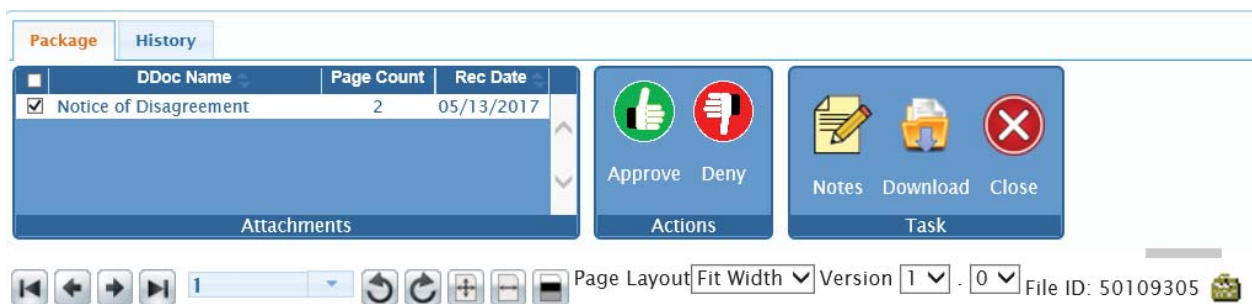 Package History
DDoc Name Page Count Rec Date
Notice of Disagreement 2 05/13/2017
Approve Deny
Notes Download Close
Attachments Actions Task
1 Page Layout Fit Width Version 1 . 0 File ID: 50109305